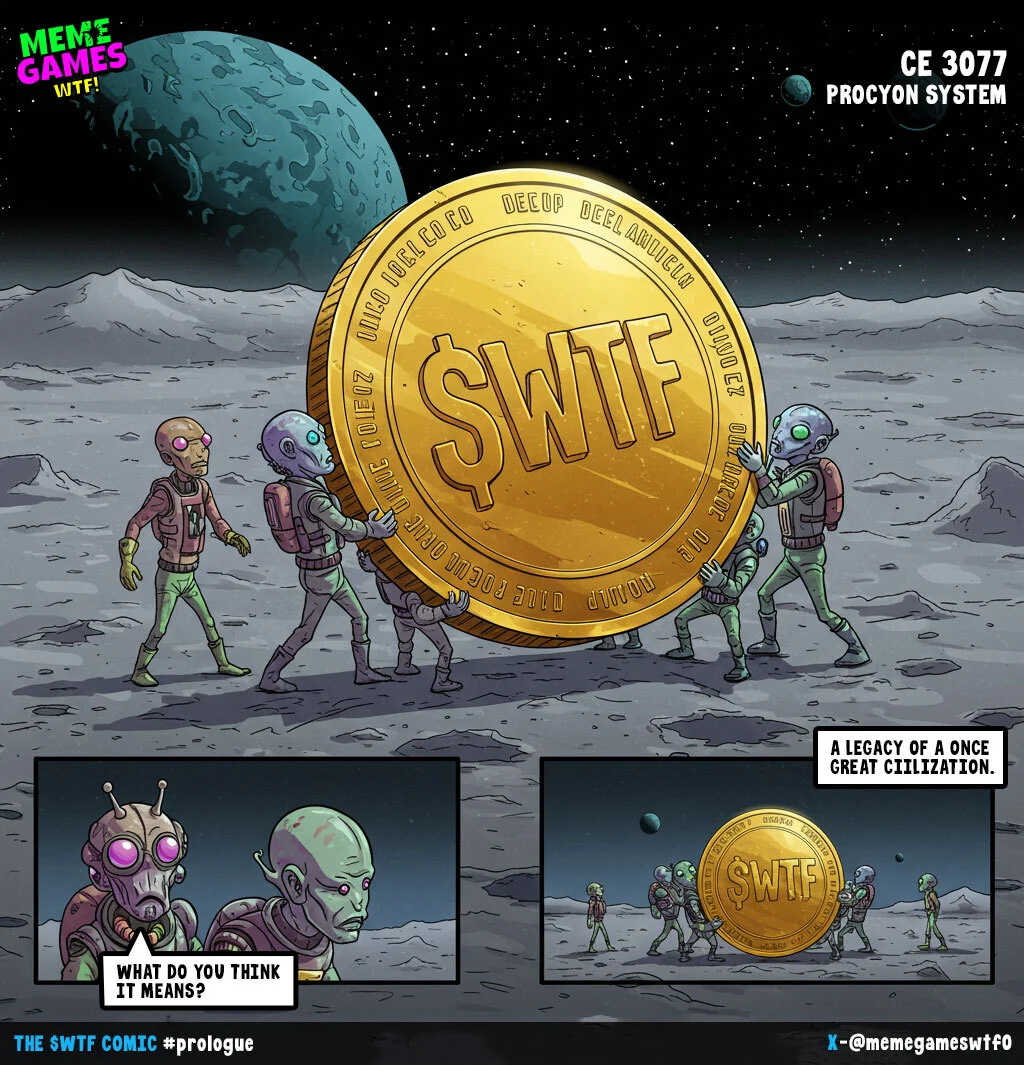 MEME
GAMES
WTF!
CE 3077
PROCYON SYSTEM
$WTF
A LEGACY OF A ONCE
GREAT CIILIZATION.
WHAT DO YOU THINK
IT MEANS?
$WTF
THE $WTF COMIC #prologue
X-@memegameswtf0